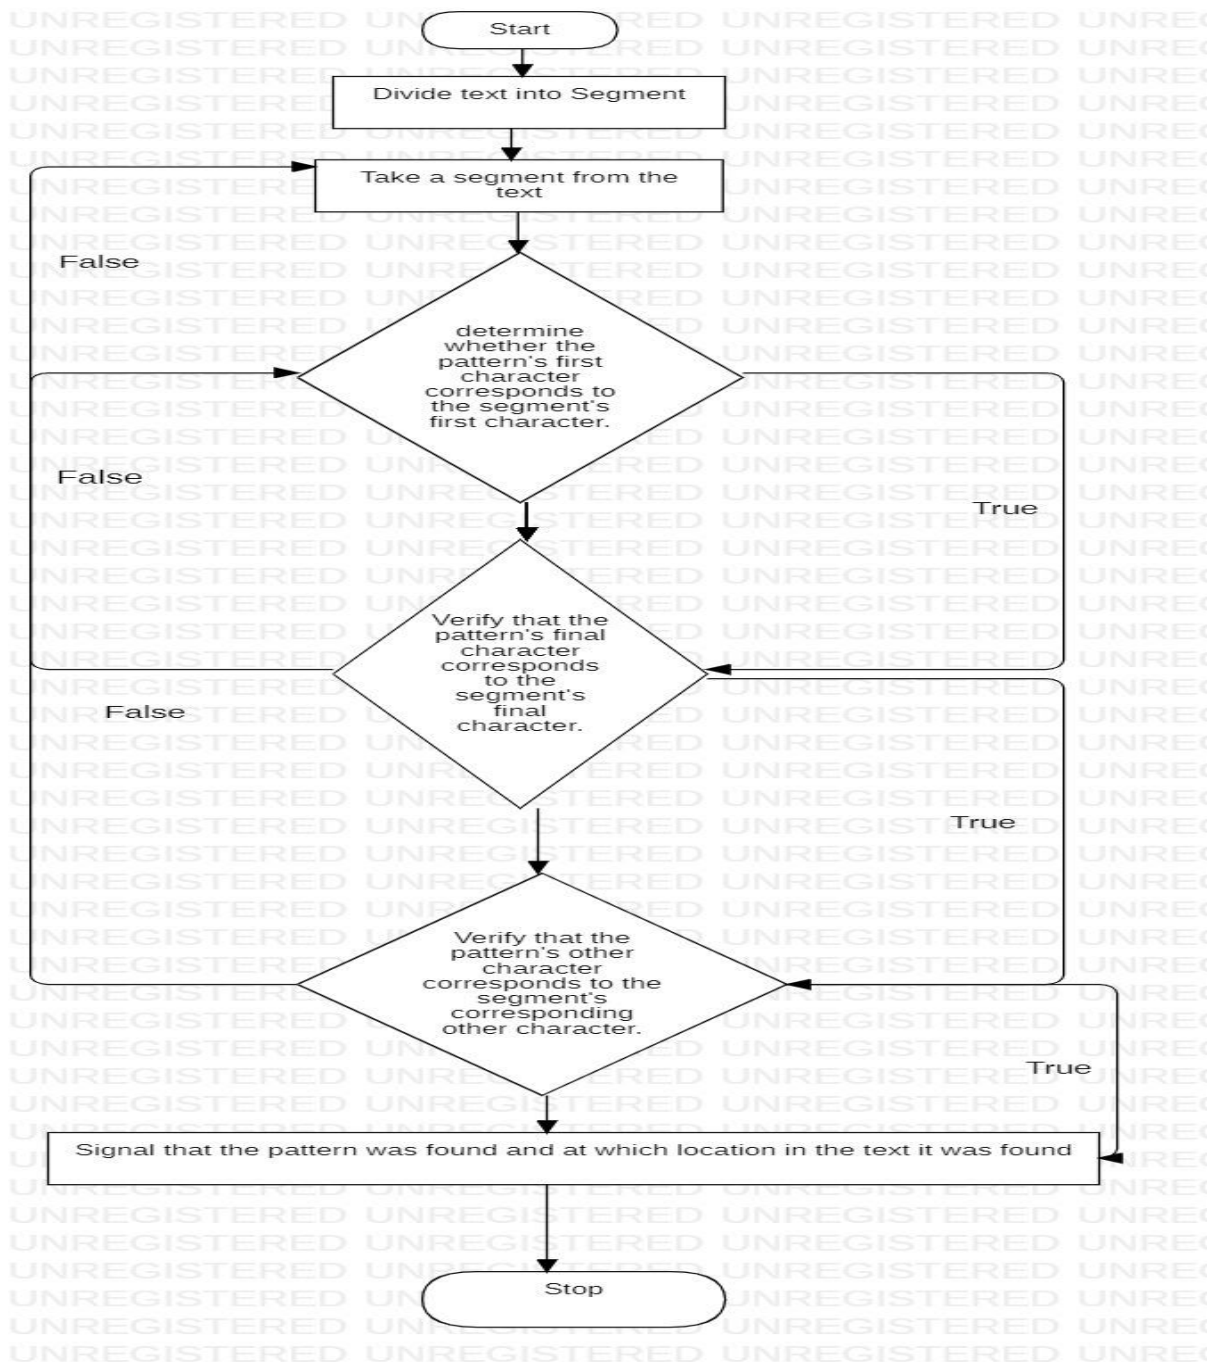 Start
Divide text into Segment
Take a segment from the
text
False
determine
whether the
pattern's first
character
corresponds to
the segment's
first character.
False
True
Verify that the
pattern's final
character
corresponds
to the
segment's
final
character.
False
True
Verify that the
pattern's other
character
corresponds to the
segment's
corresponding
other character.
True
Signal that the pattern was found and at which location in the text it was found
Stop
UNREGISTERED